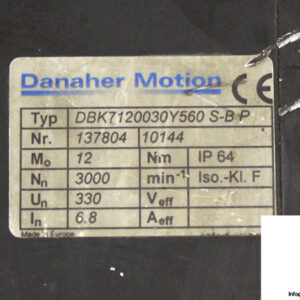 Danaher Motion CE
Typ DBK7120030Y560 S-B P
Nr. 137804 10144
Mo 12 Nm IP 64
Nn 3000 min-1 Iso.-Kl. F
Un 330 Veff
In 6.8 Aeff
Made in Europe